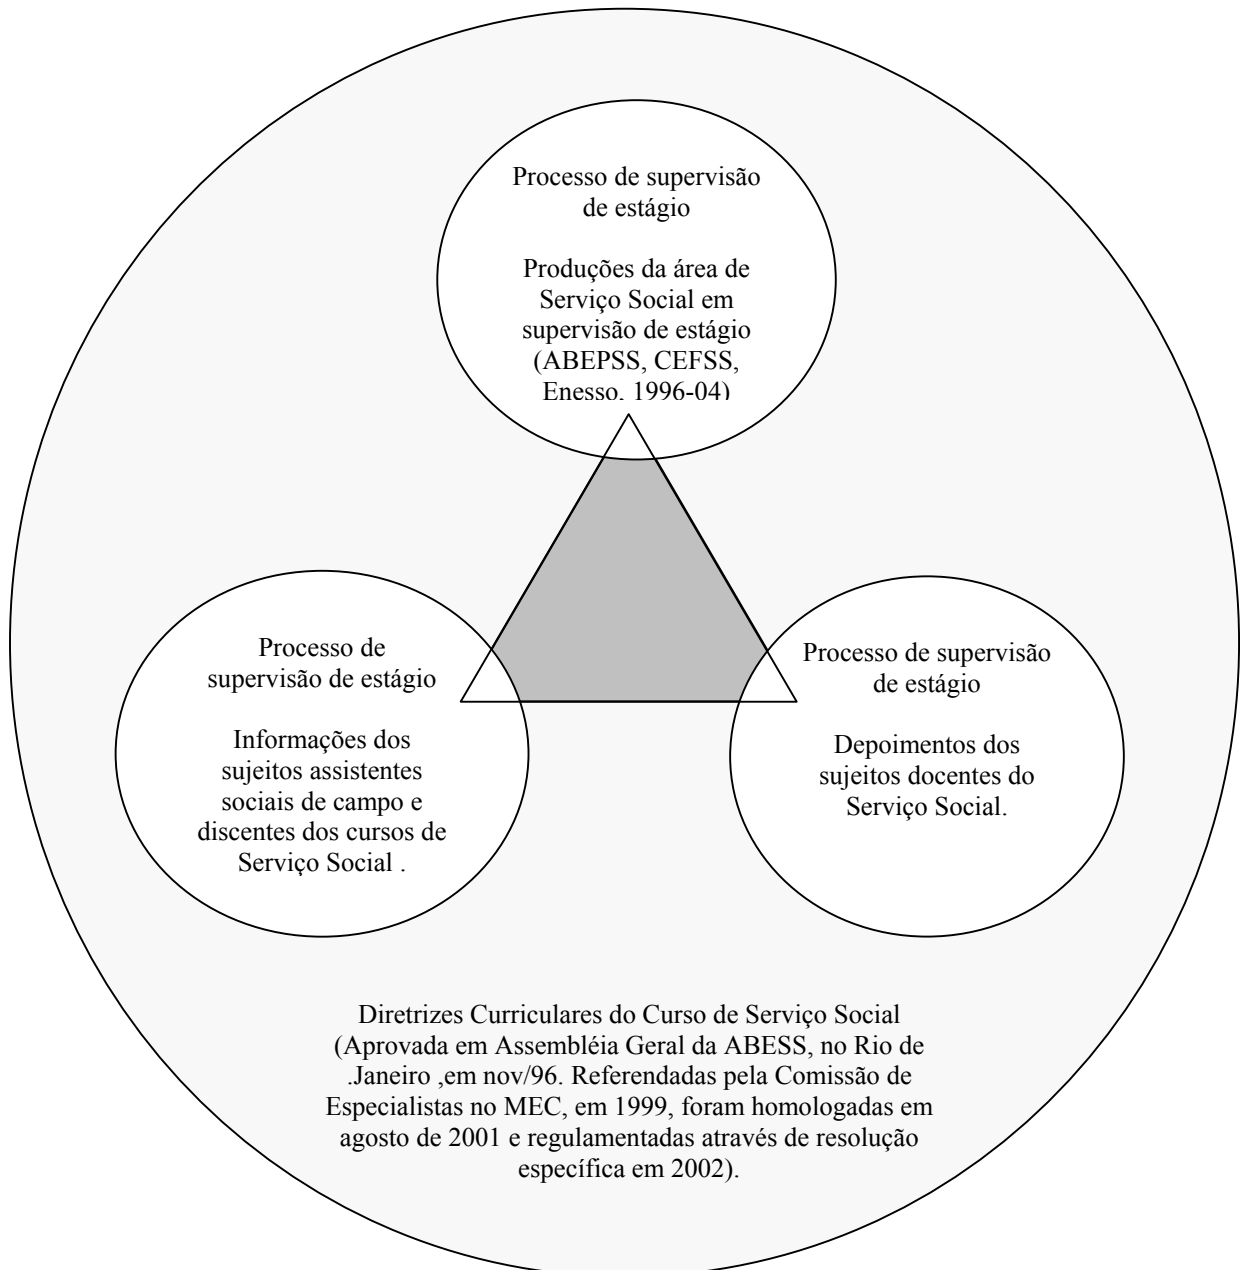 Processo de supervisão
de estágio
Produções da área de
Serviço Social em
supervisão de estágio
(ABEPSS, CEFSS,
Enesso, 1996-04)
Processo de
supervisão de estágio
Informações dos
sujeitos assistentes
sociais de campo e
discentes dos cursos de
Serviço Social .
Processo de supervisão
de estágio
Depoimentos dos
sujeitos docentes do
Serviço Social.
Diretrizes Curriculares do Curso de Serviço Social
(Aprovada em Assembléia Geral da ABESS, no Rio de
.Janeiro ,em nov/96. Referendadas pela Comissão de
Especialistas no MEC, em 1999, foram homologadas em
agosto de 2001 e regulamentadas através de resolução
específica em 2002).